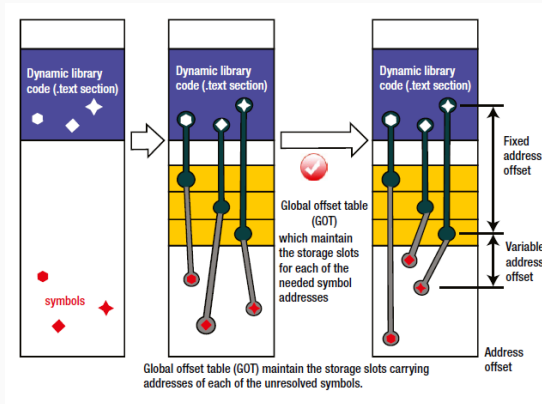 Dynamic library
code (.text section)
symbols
Dynamic library
code (.text section)
Global offset table
(GOT)
which maintain
the storage slots
for each of the
needed symbol
addresses
Dynamic library
code (.text section)
Fixed
address
offset
Variable
address
offset
Address
offset
Global offset table (GOT) maintain the storage slots carrying
addresses of each of the unresolved symbols.